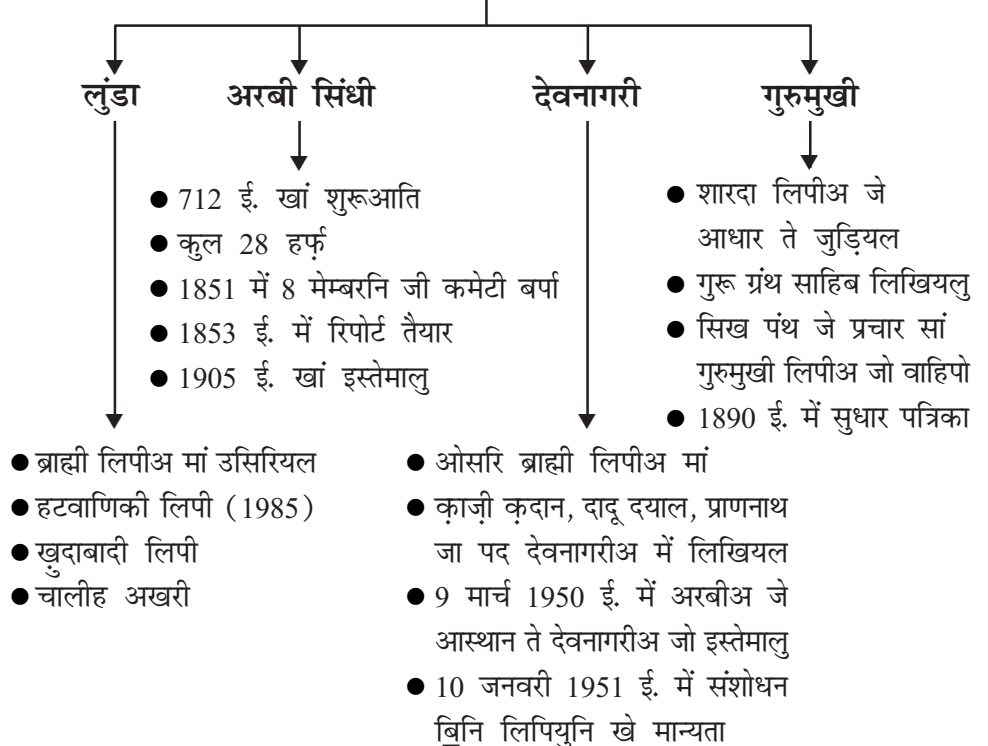 लुंडा
अरबी सिंधी
देवनागरी
गुरुमुखी
● 712 ई. खां शुरूआति
● कुल 28 हर्फ़
● 1851 में 8 मेम्बरनि जी कमेटी बर्पा
● 1853 ई. में रिपोर्ट तैयार
● 1905 ई. खां इस्तेमालु
● शारदा लिपीअ जे
आधार ते जुड़ियल
● गुरू ग्रंथ साहिब लिखियलु
● सिख पंथ जे प्रचार सां
गुरुमुखी लिपीअ जो वाहिपो
● 1890 ई. में सुधार पत्रिका
● ब्राह्मी लिपीअ मां उसिरियल
● हटवाणिकी लिपी (1985)
● खु़दाबादी लिपी
● चालीह अखरी
● ओसरि ब्राह्मी लिपीअ मां
● क़ाज़ी क़दान, दादू दयाल, प्राणनाथ
जा पद देवनागरीअ में लिखियल
● 9 मार्च 1950 ई. में अरबीअ जे
आस्थान ते देवनागरीअ जो इस्तेमालु
● 10 जनवरी 1951 ई. में संशोधन
ॿिनि लिपियुनि खे मान्यता